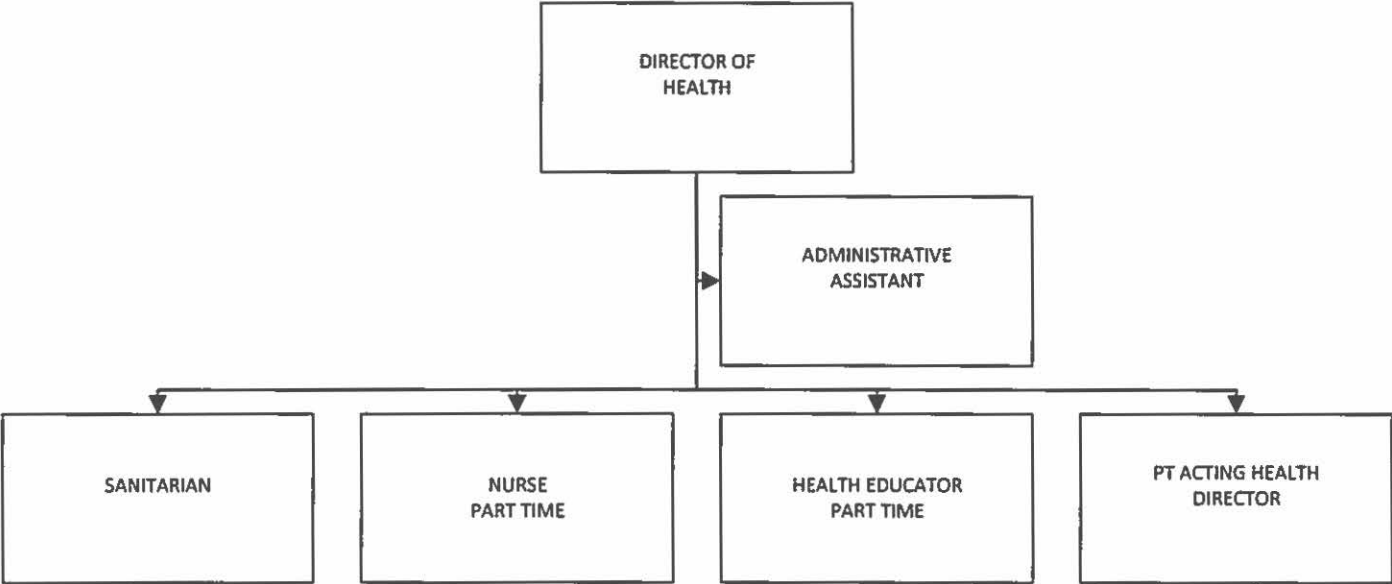 DIRECTOR OF
HEALTH
ADMINISTRATIVE
ASSISTANT
SANITARIAN
NURSE
PART TIME
HEALTH EDUCATOR
PART TIME
PT ACTING HEALTH
DIRECTOR